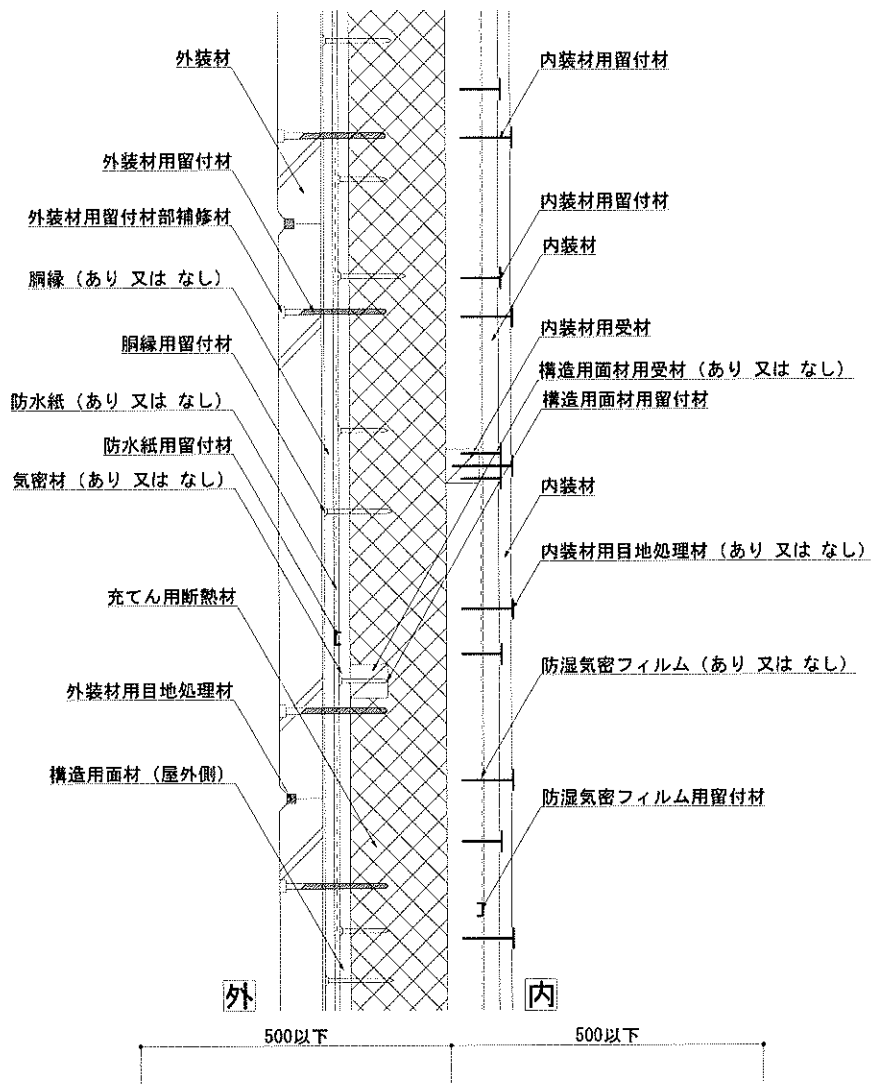 外装材
外装材用留付材
外装材用留付材部補修材
胴縁（あり 又は なし）
胴縁用留付材
防水紙（あり 又は なし）
防水紙用留付材
気密材（あり 又は なし）
充てん用断熱材
外装材用目地処理材
構造用面材（屋外側）
内装材用留付材
内装材用留付材
内装材
内装材用受材
構造用面材用受材（あり 又は なし）
構造用面材用留付材
内装材
内装材用目地処理材（あり 又は なし）
防湿気密フィルム（あり 又は なし）
防湿気密フィルム用留付材
外
内
500以下
500以下